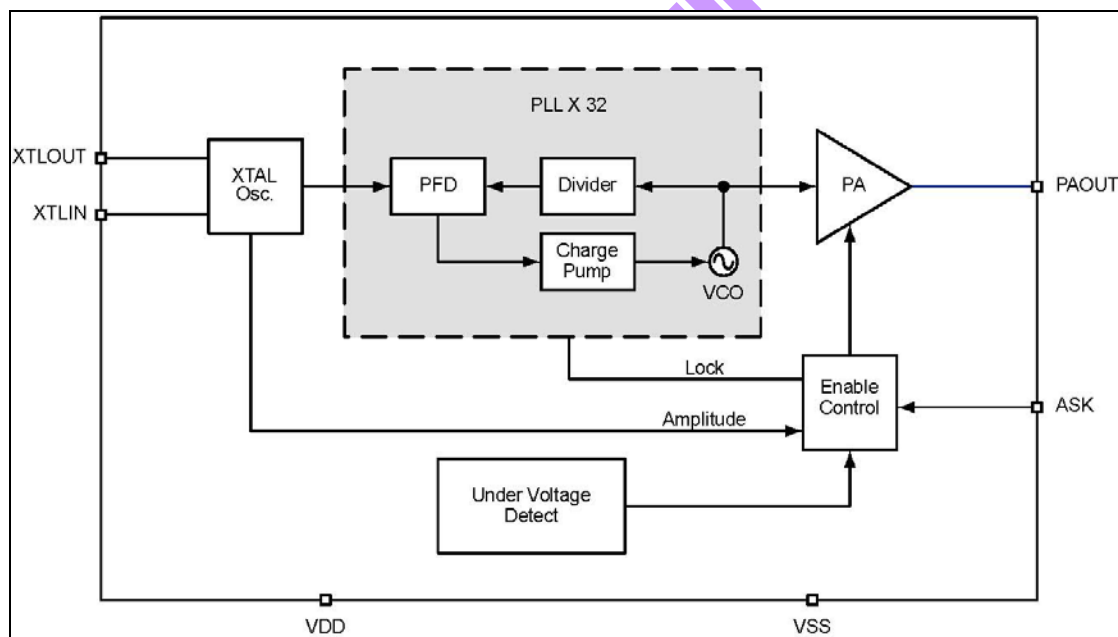 PLL X 32
XTLOUT
XTLIN
XTAL
Osc.
PFD
Divider
PA
PAOUT
Charge
Pump
VCO
Lock
Enable
Control
ASK
Amplitude
Under Voltage
Detect
VDD
VSS